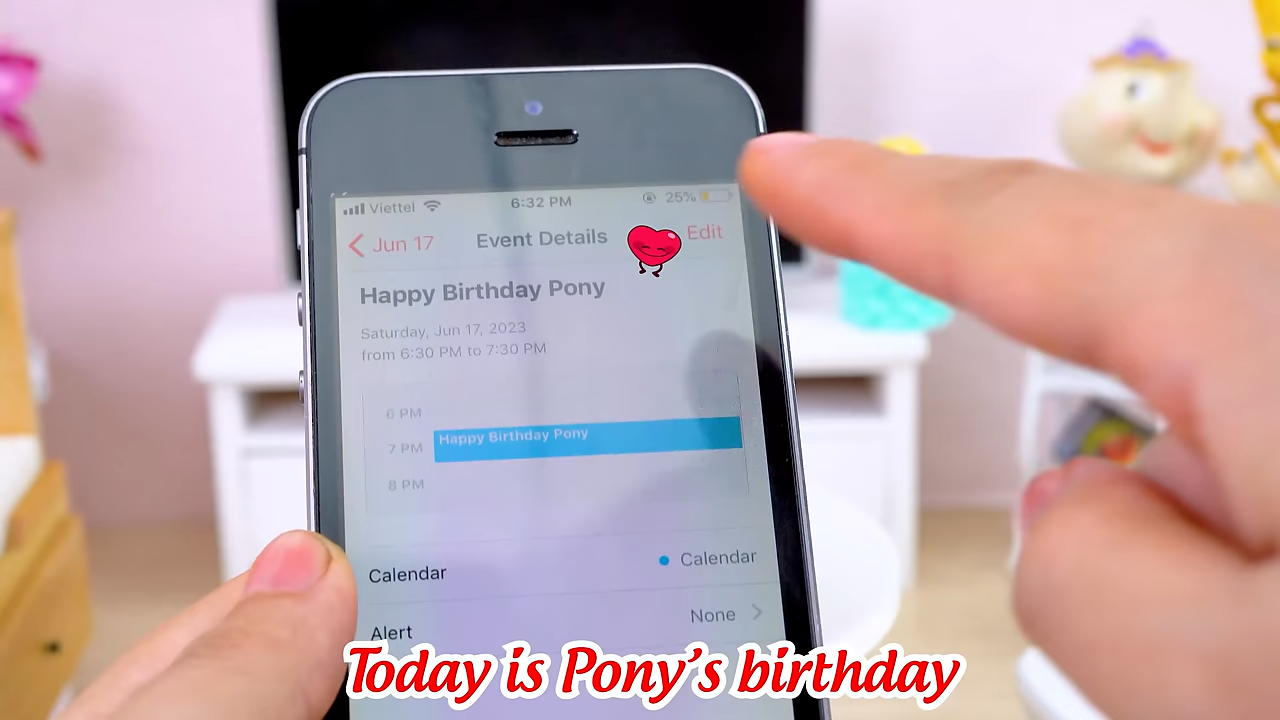 Viettel 6:32 PM 25%
Jun 17 Event Details Edit
Happy Birthday Pony
Saturday, Jun 17, 2023
from 6:30 PM to 7:30 PM
6 PM
Happy Birthday Pony
7 PM
8 PM
Calendar Calendar
Alert None
Today is Pony's birthday